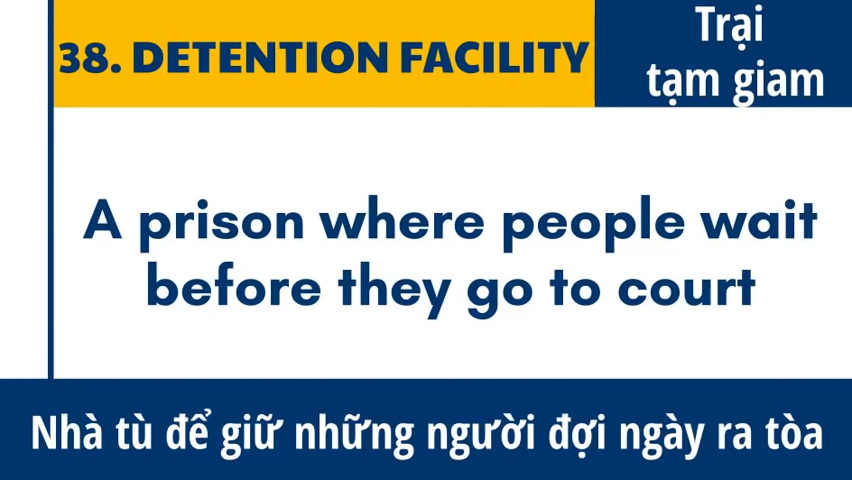 38. DETENTION FACILITY
Trại
tạm giam
A prison where people wait
before they go to court
Nhà tù để giữ những người đợi ngày ra tòa